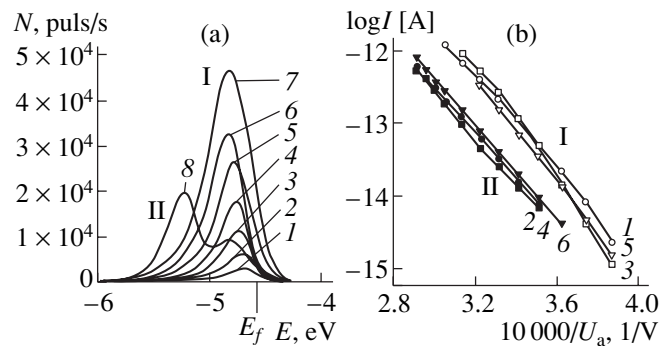 N, puls/s
(a)
5 × 10⁴
4 × 10⁴
3 × 10⁴
2 × 10⁴
1 × 10⁴
0
I
II
7
6
5
4
3
2
1
8
–6
–5
–4
E_f
E, eV
logI [A]
(b)
–12
–13
–14
–15
I
II
2
4
6
1
5
3
2.8
3.2
3.6
4.0
10 000/U_a, 1/V